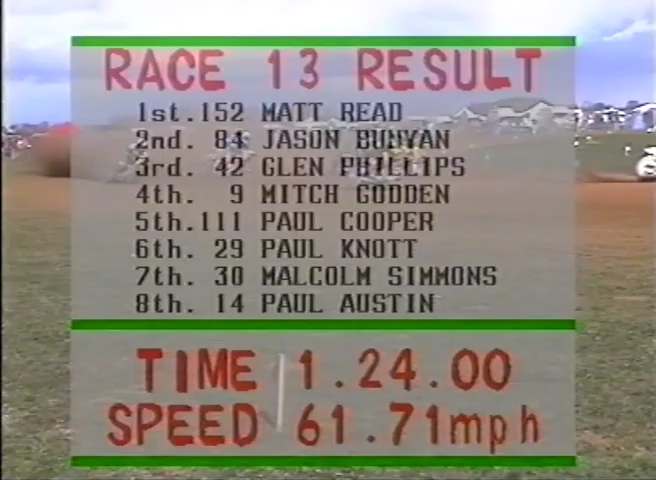 RACE 13 RESULT
1st.152 MATT READ
2nd. 84 JASON BUNYAN
3rd. 42 GLEN PHILLIPS
4th. 9 MITCH GODDEN
5th.111 PAUL COOPER
6th. 29 PAUL KNOTT
7th. 30 MALCOLM SIMMONS
8th. 14 PAUL AUSTIN
TIME 1.24.00
SPEED 61.71mph